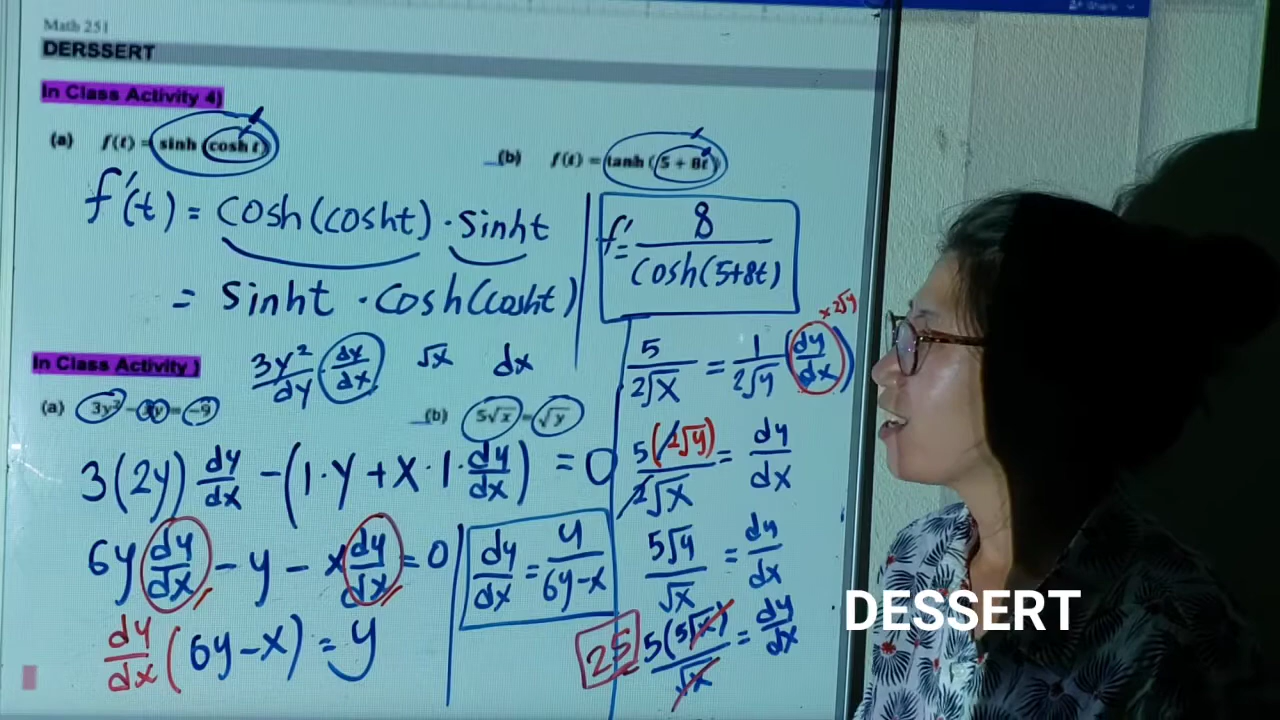 Math 251
DERSSERT
In Class Activity 4)
(a) f(t) = sinh (cosh t)
(b) f(t) = tanh (5 + 8t)
f'(t) = cosh(cosht) · sinht
= sinht · cosh(cosht)
f' = 8 / cosh(5+8t)
In Class Activity )
3y² / dy · dx / dx √x dx
(a) 3y² - xy = -9
(b) 5√x = √y
3(2y) dy/dx - (1·y + x·1·dy/dx) = 0
6y dy/dx - y - x dy/dx = 0
dy/dx (6y-x) = y
dy/dx = y / 6y-x
5 / 2√x = 1 / 2√y (dy/dx) × 2√y
5(2√y) / 2√x = dy/dx
5√y / √x = dy/dx
25 5(5√x) / √x = dy/dx
DESSERT